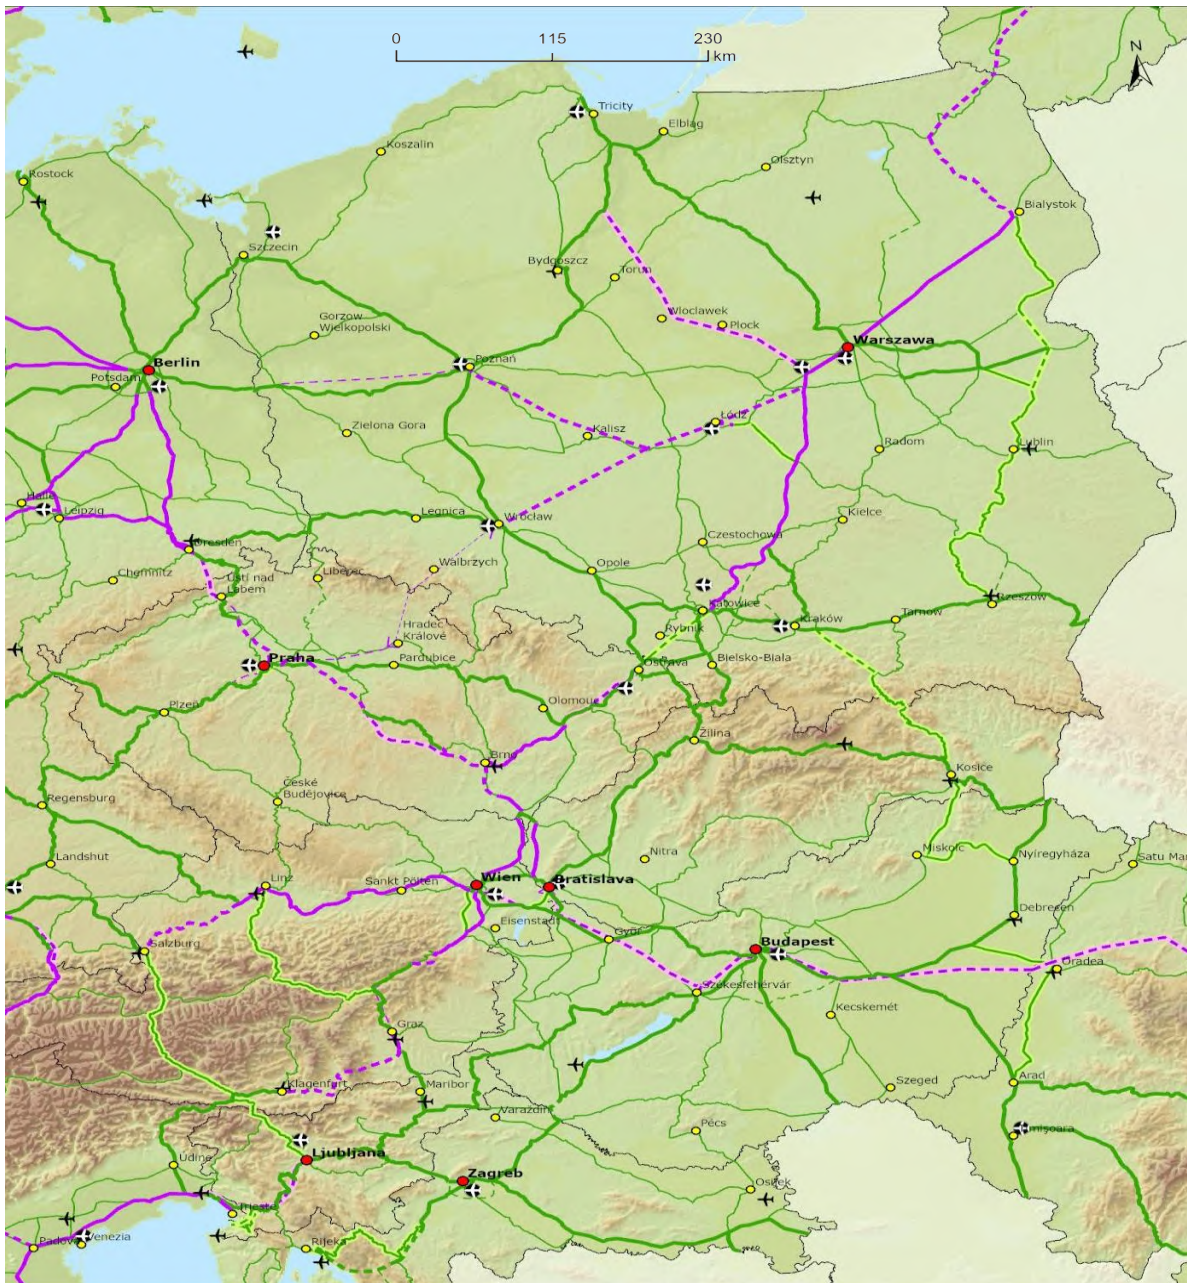 0 115 230
km
N
Tricity
Elbląg
Koszalin
Olsztyn
Rostock
Bialystok
Szczecin
Bydgoszcz
Torun
Gorzow
Wielkopolski
Wloclawek
Plock
Warszawa
Berlin
Poznań
Potsdam
Łódź
Zielona Gora
Kalisz
Radom
Lublin
Halle
Leipzig
Legnica
Wrocław
Kielce
Dresden
Czestochowa
Chemnitz
Ústí nad
Labem
Liberec
Walbrzych
Opole
Katowice
Rzeszow
Tarnow
Hradec
Králové
Rybnik
Kraków
Praha
Pardubice
Ostrava
Bielsko-Biala
Plzeň
Olomouc
Žilina
Brno
Kosice
České
Budějovice
Regensburg
Nitra
Miskolc
Nyíregyháza
Satu Mar
Landshut
Linz
Sankt Pölten
Wien
Bratislava
Debrecen
Eisenstadt
Győr
Budapest
Salzburg
Oradea
Székesfehérvár
Kecskemét
Graz
Klagenfurt
Maribor
Szeged
Arad
Varaždin
Pécs
Udine
Ljubljana
Zagreb
Osijek
Trieste
Padova
Venezia
Rijeka